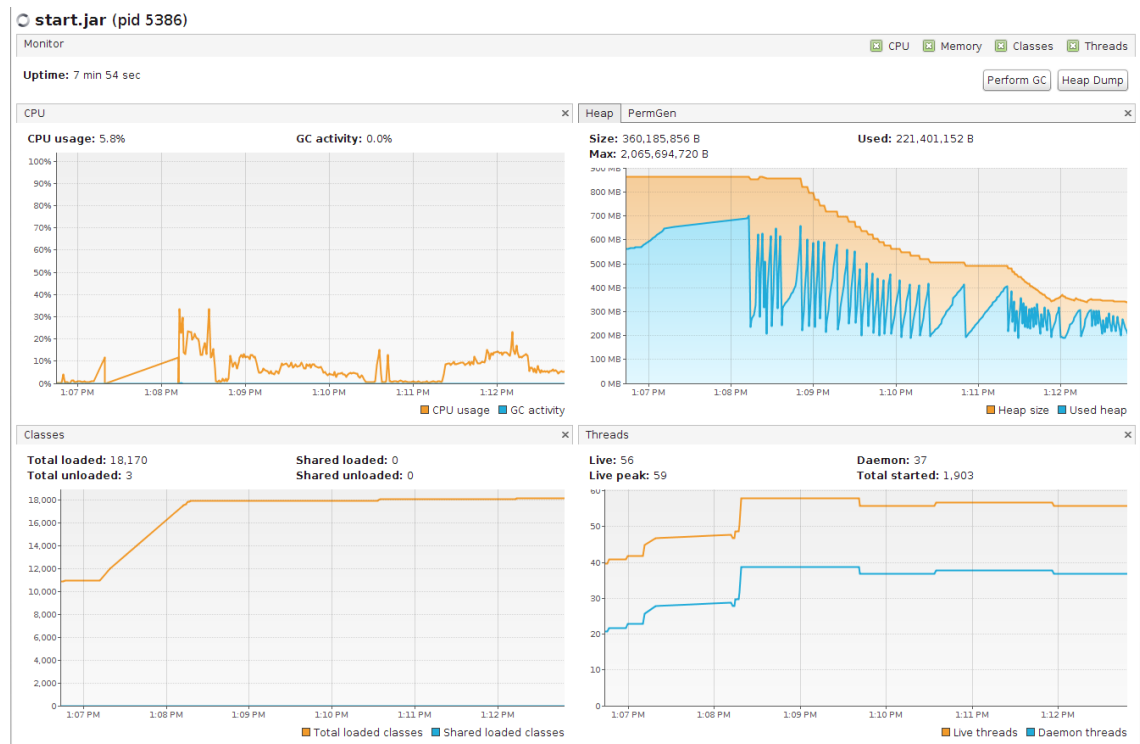 start.jar (pid 5386)
Monitor
CPU Memory Classes Threads
Uptime: 7 min 54 sec
Perform GC Heap Dump
CPU
CPU usage: 5.8% GC activity: 0.0%
100%
90%
80%
70%
60%
50%
40%
30%
20%
10%
0%
1:07 PM 1:08 PM 1:09 PM 1:10 PM 1:11 PM 1:12 PM
CPU usage GC activity
Heap PermGen
Size: 360,185,856 B Used: 221,401,152 B
Max: 2,065,694,720 B
900 MB
800 MB
700 MB
600 MB
500 MB
400 MB
300 MB
200 MB
100 MB
0 MB
1:07 PM 1:08 PM 1:09 PM 1:10 PM 1:11 PM 1:12 PM
Heap size Used heap
Classes
Total loaded: 18,170 Shared loaded: 0
Total unloaded: 3 Shared unloaded: 0
18,000
16,000
14,000
12,000
10,000
8,000
6,000
4,000
2,000
0
1:07 PM 1:08 PM 1:09 PM 1:10 PM 1:11 PM 1:12 PM
Total loaded classes Shared loaded classes
Threads
Live: 56 Daemon: 37
Live peak: 59 Total started: 1,903
60
50
40
30
20
10
0
1:07 PM 1:08 PM 1:09 PM 1:10 PM 1:11 PM 1:12 PM
Live threads Daemon threads